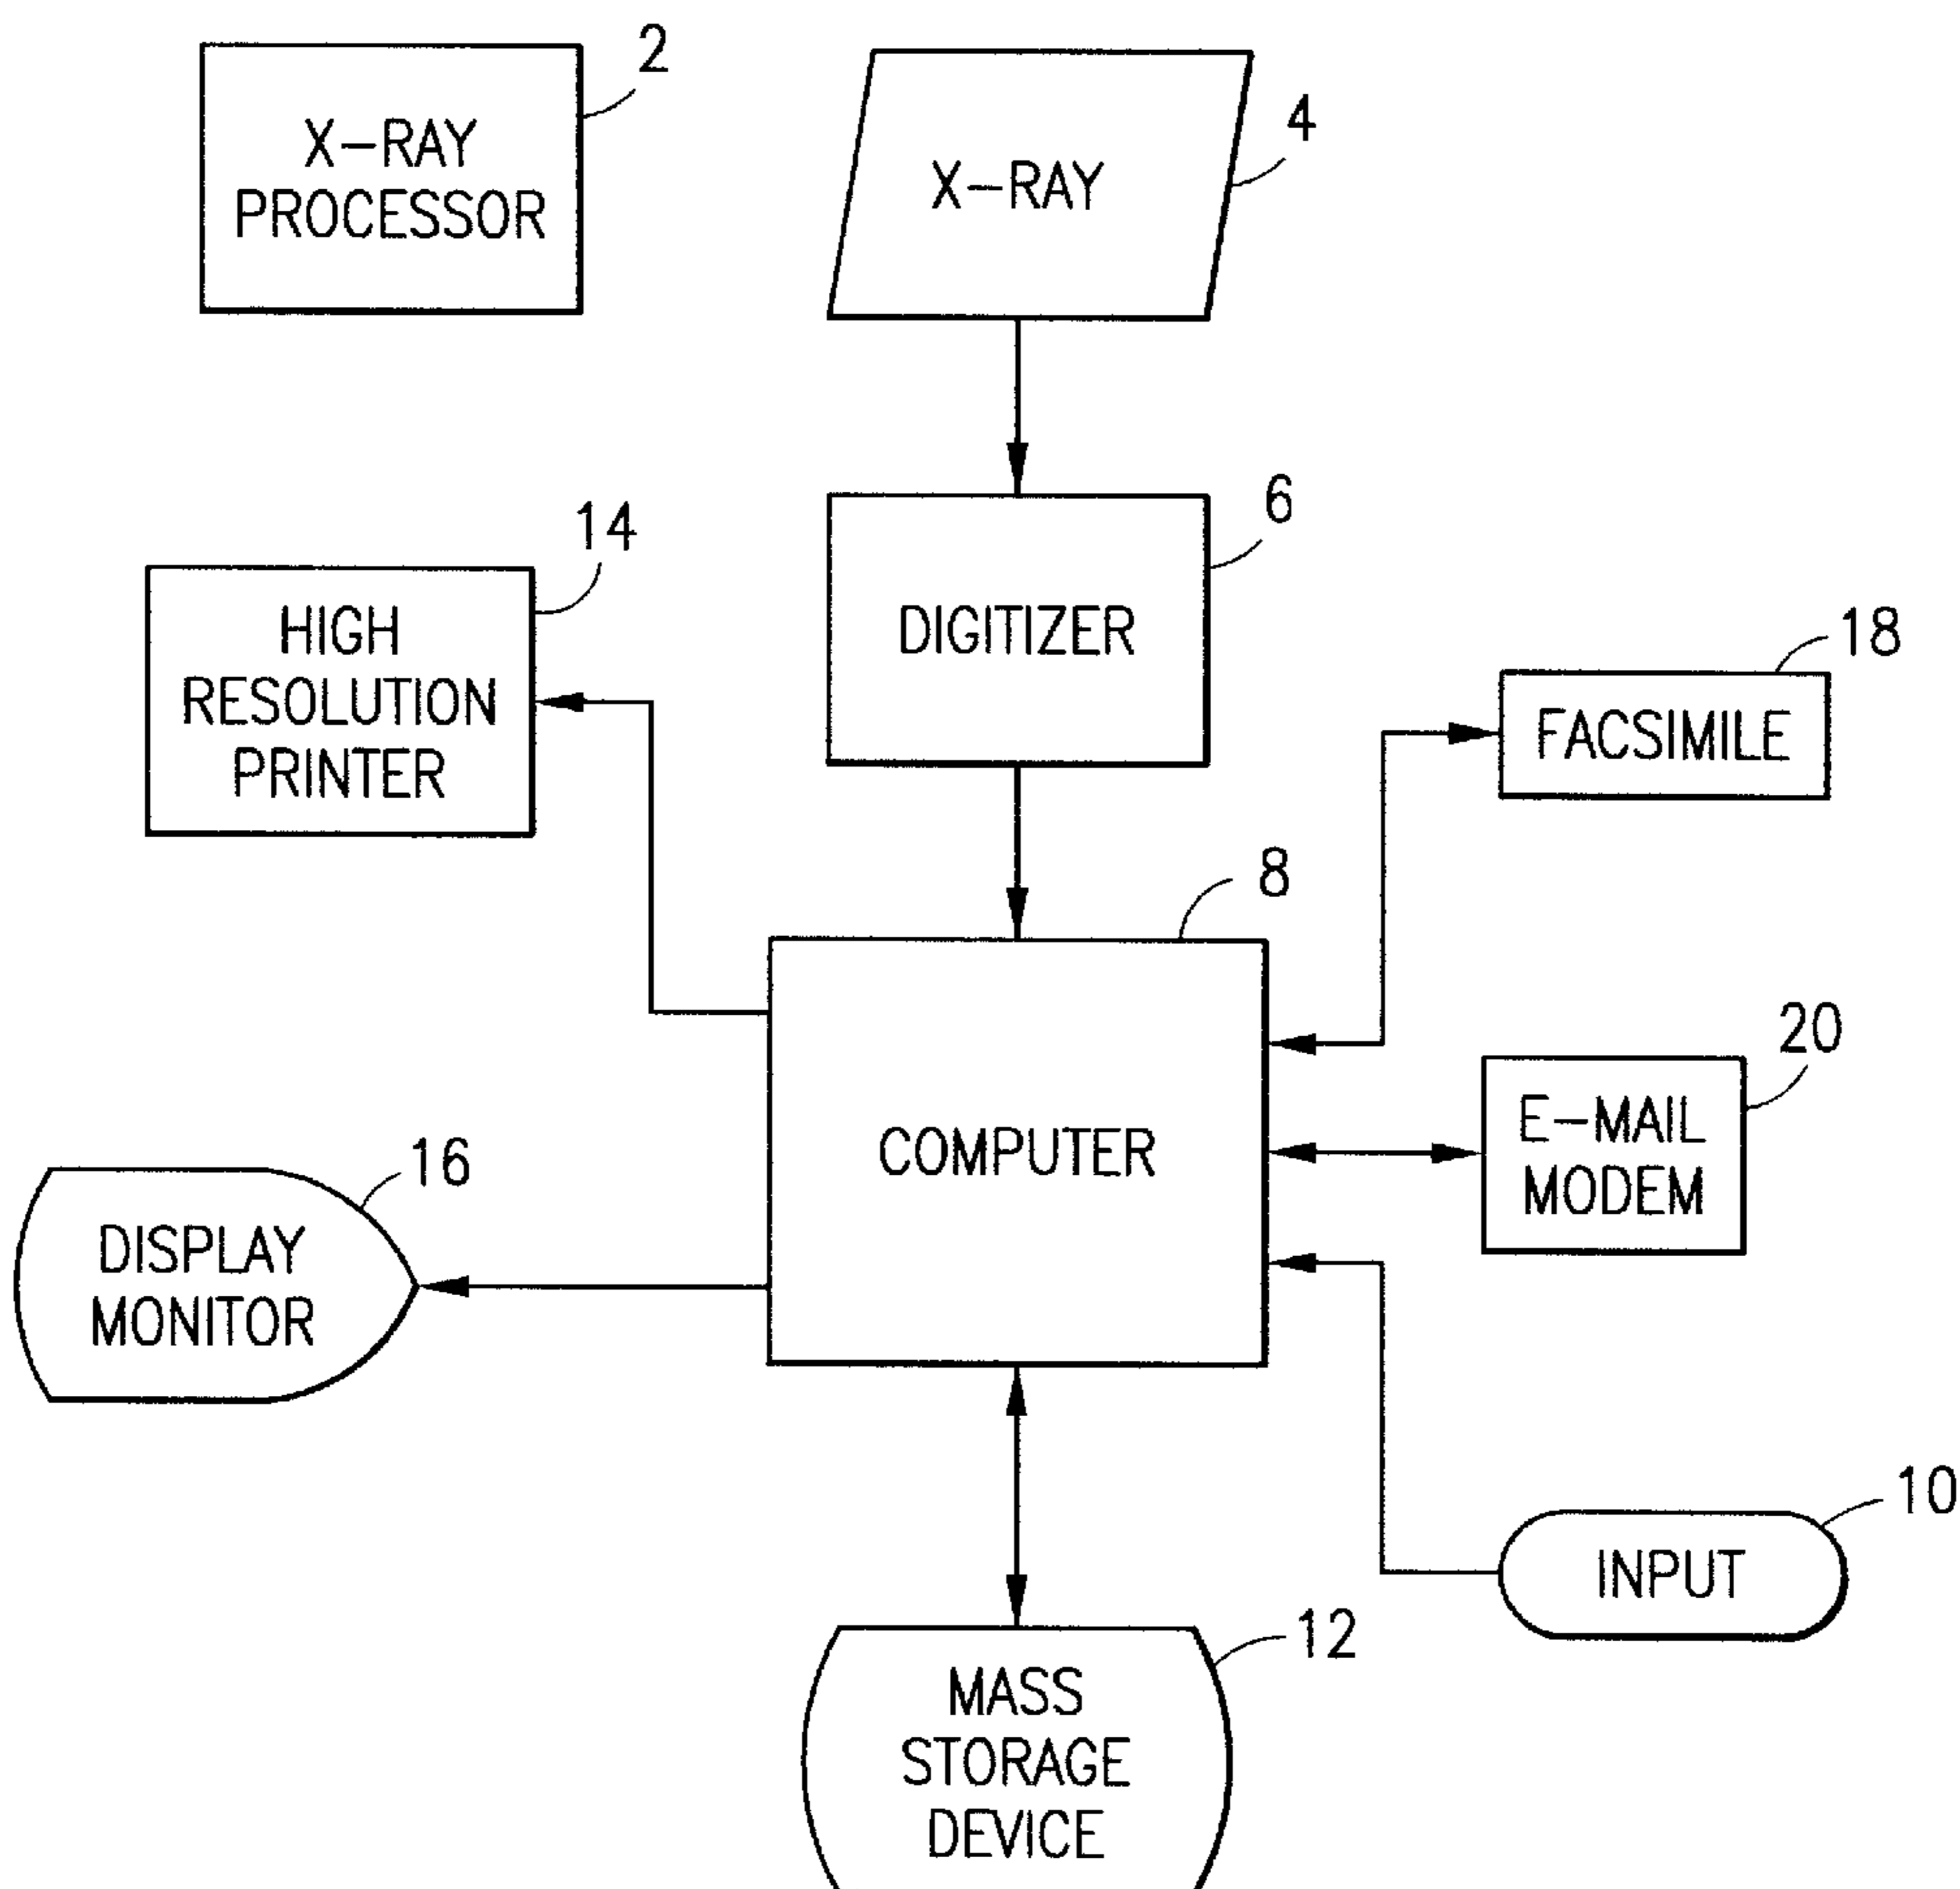 2
X-RAY
PROCESSOR
4
X-RAY
6
DIGITIZER
14
HIGH
RESOLUTION
PRINTER
18
FACSIMILE
8
COMPUTER
20
E-MAIL
MODEM
16
DISPLAY
MONITOR
10
INPUT
12
MASS
STORAGE
DEVICE